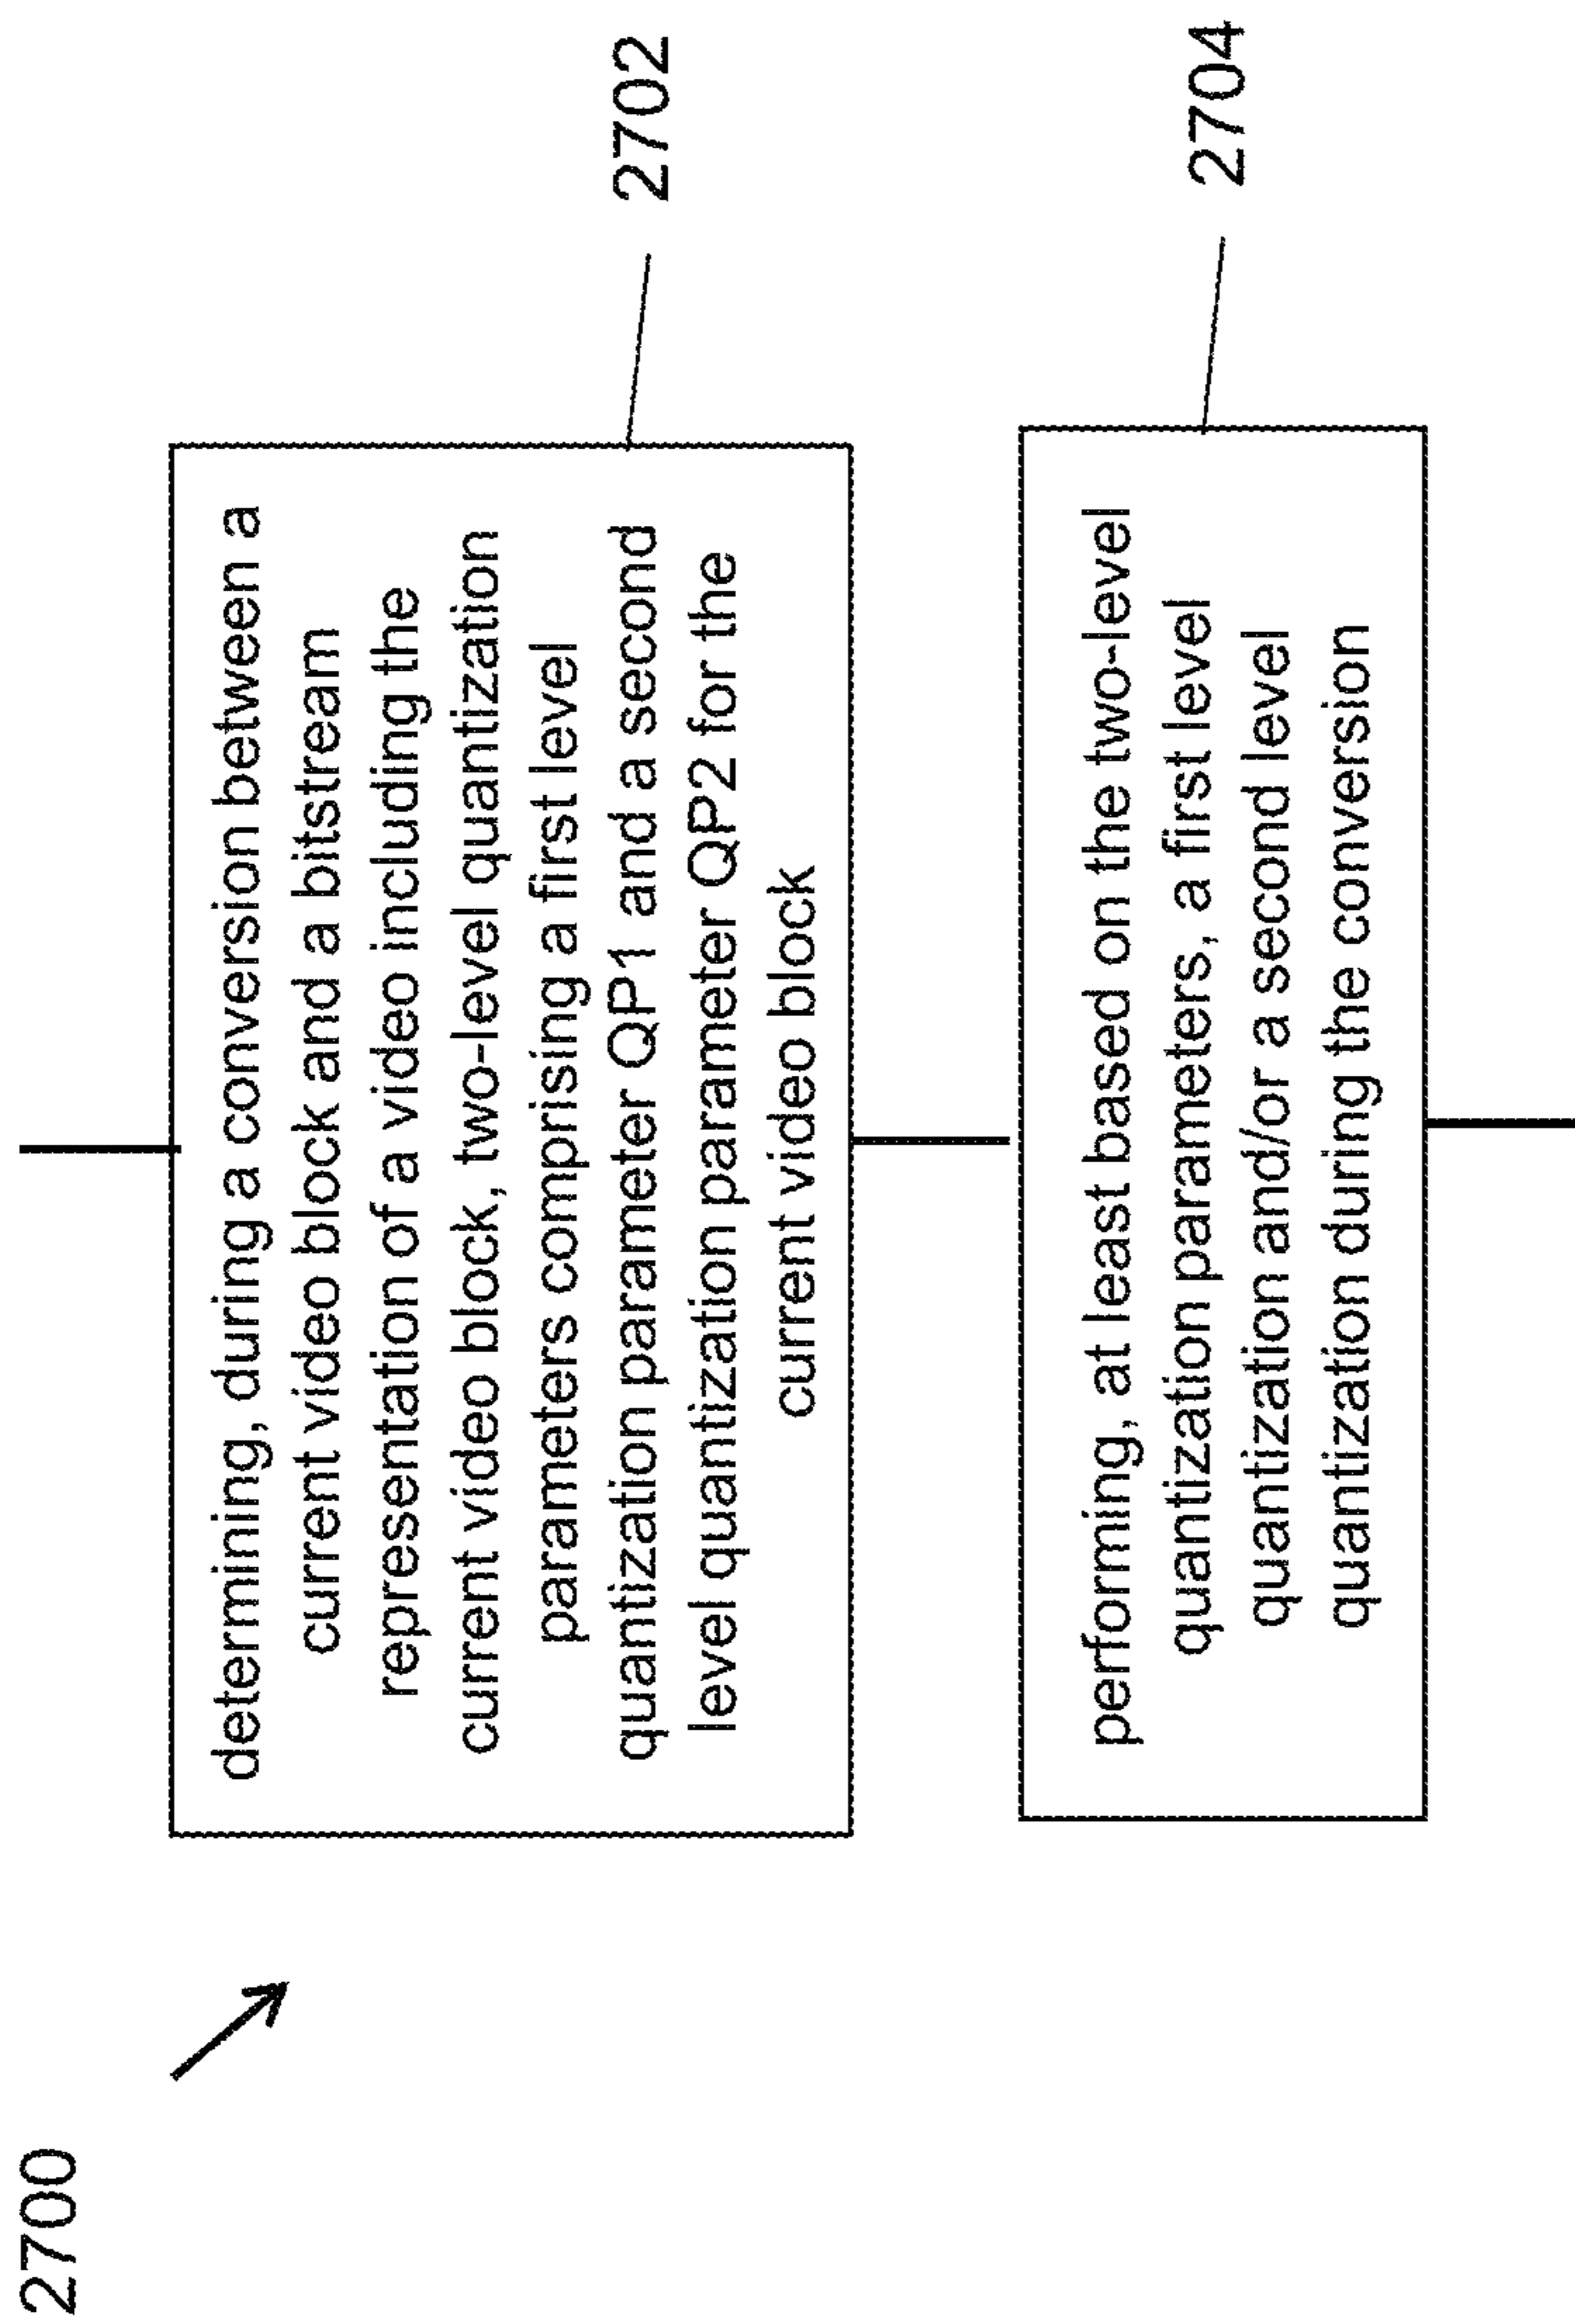 2700
determining, during a conversion between a
current video block and a bitstream
representation of a video including the
current video block, two-level quantization
parameters comprising a first level
quantization parameter QP1 and a second
level quantization parameter QP2 for the
current video block
2702
performing, at least based on the two-level
quantization parameters, a first level
quantization and/or a second level
quantization during the conversion
2704